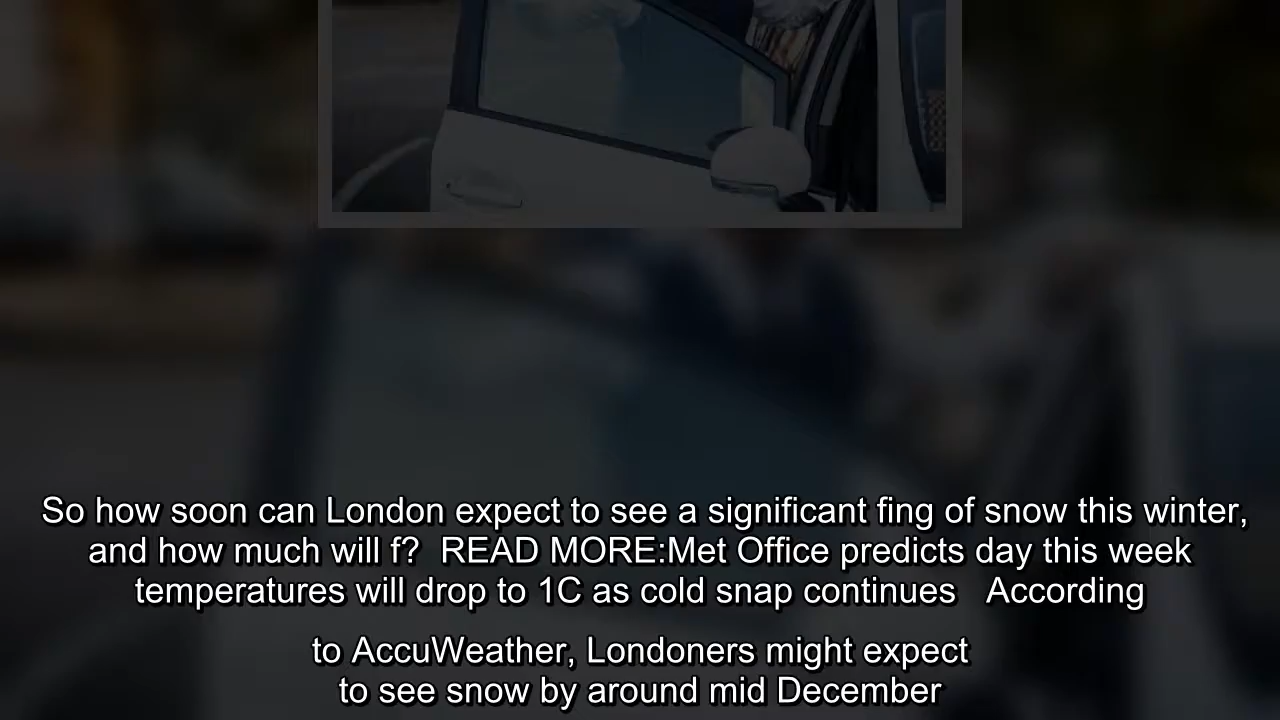 So how soon can London expect to see a significant fing of snow this winter,
and how much will f?  READ MORE:Met Office predicts day this week
temperatures will drop to 1C as cold snap continues   According
to AccuWeather, Londoners might expect
to see snow by around mid December